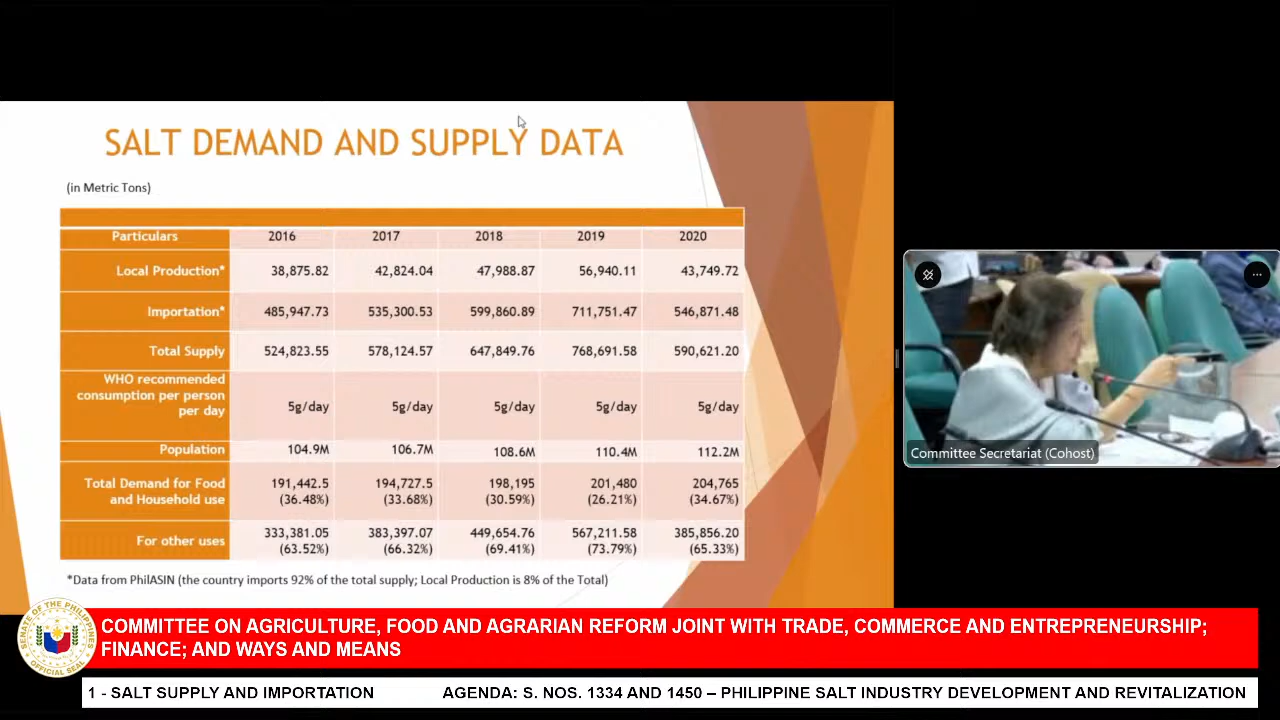 SALT DEMAND AND SUPPLY DATA
(in Metric Tons)
Particulars 2016 2017 2018 2019 2020
Local Production* 38,875.82 42,824.04 47,988.87 56,940.11 43,749.72
Importation* 485,947.73 535,300.53 599,860.89 711,751.47 546,871.48
Total Supply 524,823.55 578,124.57 647,849.76 768,691.58 590,621.20
WHO recommended
consumption per person
per day 5g/day 5g/day 5g/day 5g/day 5g/day
Population 104.9M 106.7M 108.6M 110.4M 112.2M
Total Demand for Food 191,442.5 194,727.5 198,195 201,480 204,765
and Household use (36.48%) (33.68%) (30.59%) (26.21%) (34.67%)
For other uses 333,381.05 383,397.07 449,654.76 567,211.58 385,856.20
(63.52%) (66.32%) (69.41%) (73.79%) (65.33%)
*Data from PhilASIN (the country imports 92% of the total supply; Local Production is 8% of the Total)
Committee Secretariat (Cohost)
SENATE OF THE PHILIPPINES
OFFICIAL SEAL
COMMITTEE ON AGRICULTURE, FOOD AND AGRARIAN REFORM JOINT WITH TRADE, COMMERCE AND ENTREPRENEURSHIP;
FINANCE; AND WAYS AND MEANS
1 - SALT SUPPLY AND IMPORTATION AGENDA: S. NOS. 1334 AND 1450 – PHILIPPINE SALT INDUSTRY DEVELOPMENT AND REVITALIZATION